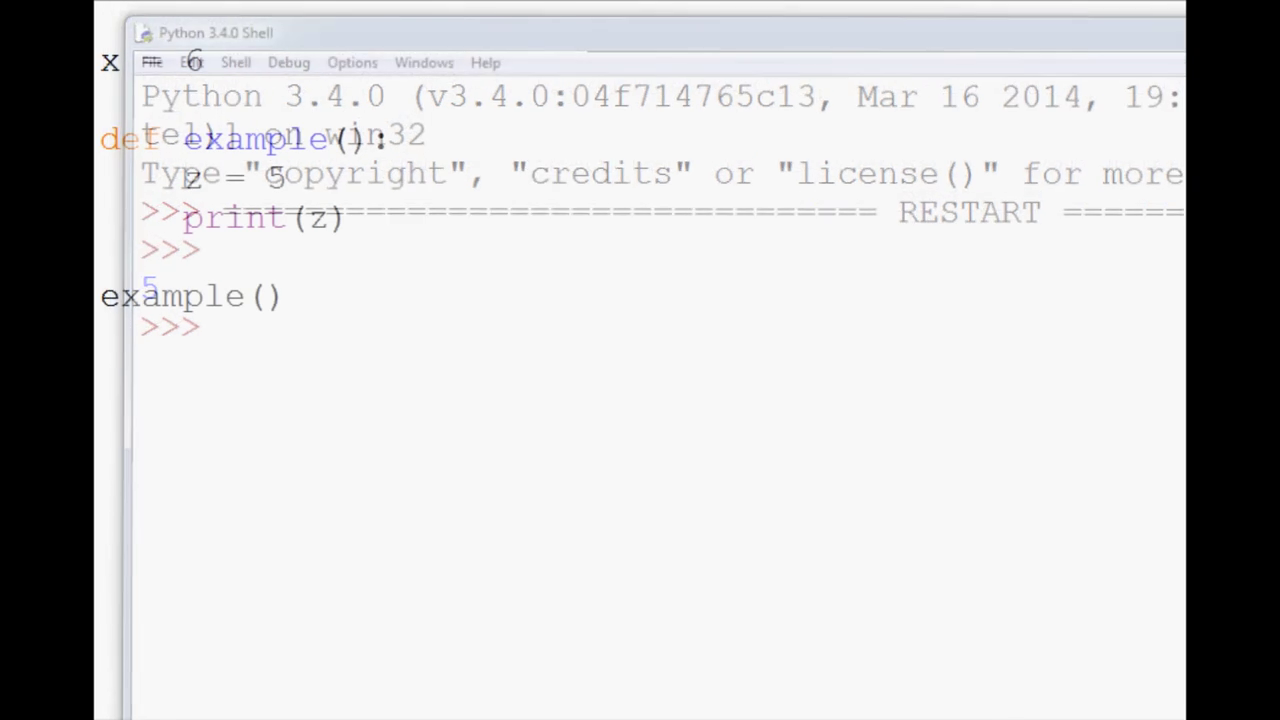 Python 3.4.0 Shell
File Shell Debug Options Windows Help
x 6
Python 3.4.0 (v3.4.0:04f714765c13, Mar 16 2014, 19:
tel)] on win32
def example():
Type "copyright", "credits" or "license()" for more
z = 5
>>> ================================ RESTART ======
print(z)
>>>
5
example()
>>>